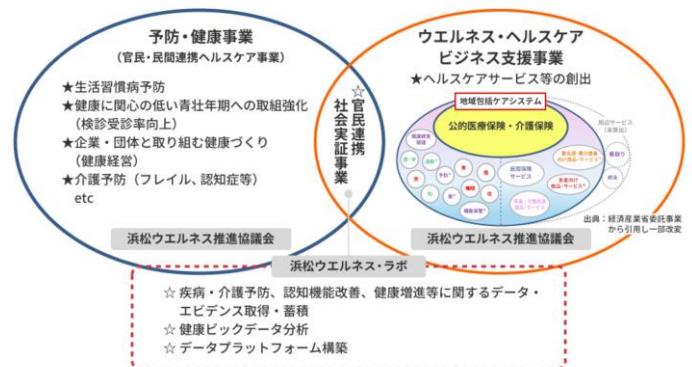 予防・健康事業
（官民・民間連携ヘルスケア事業）
★生活習慣病予防
★健康に関心の低い青壮年期への取組強化
（検診受診率向上）
★企業・団体と取り組む健康づくり
（健康経営）
★介護予防（フレイル、認知症等）
etc
浜松ウエルネス推進協議会
☆官民連携
社会実証事業
ウエルネス・ヘルスケア
ビジネス支援事業
★ヘルスケアサービス等の創出
地域包括ケアシステム
公的医療保険・介護保険
民間保険
サービス
看取り
終活
出典：経済産業省委託事業
から引用し一部改変
浜松ウエルネス推進協議会
浜松ウエルネス・ラボ
☆ 疾病・介護予防、認知機能改善、健康増進等に関するデータ・
エビデンス取得・蓄積
☆ 健康ビックデータ分析
☆ データプラットフォーム構築